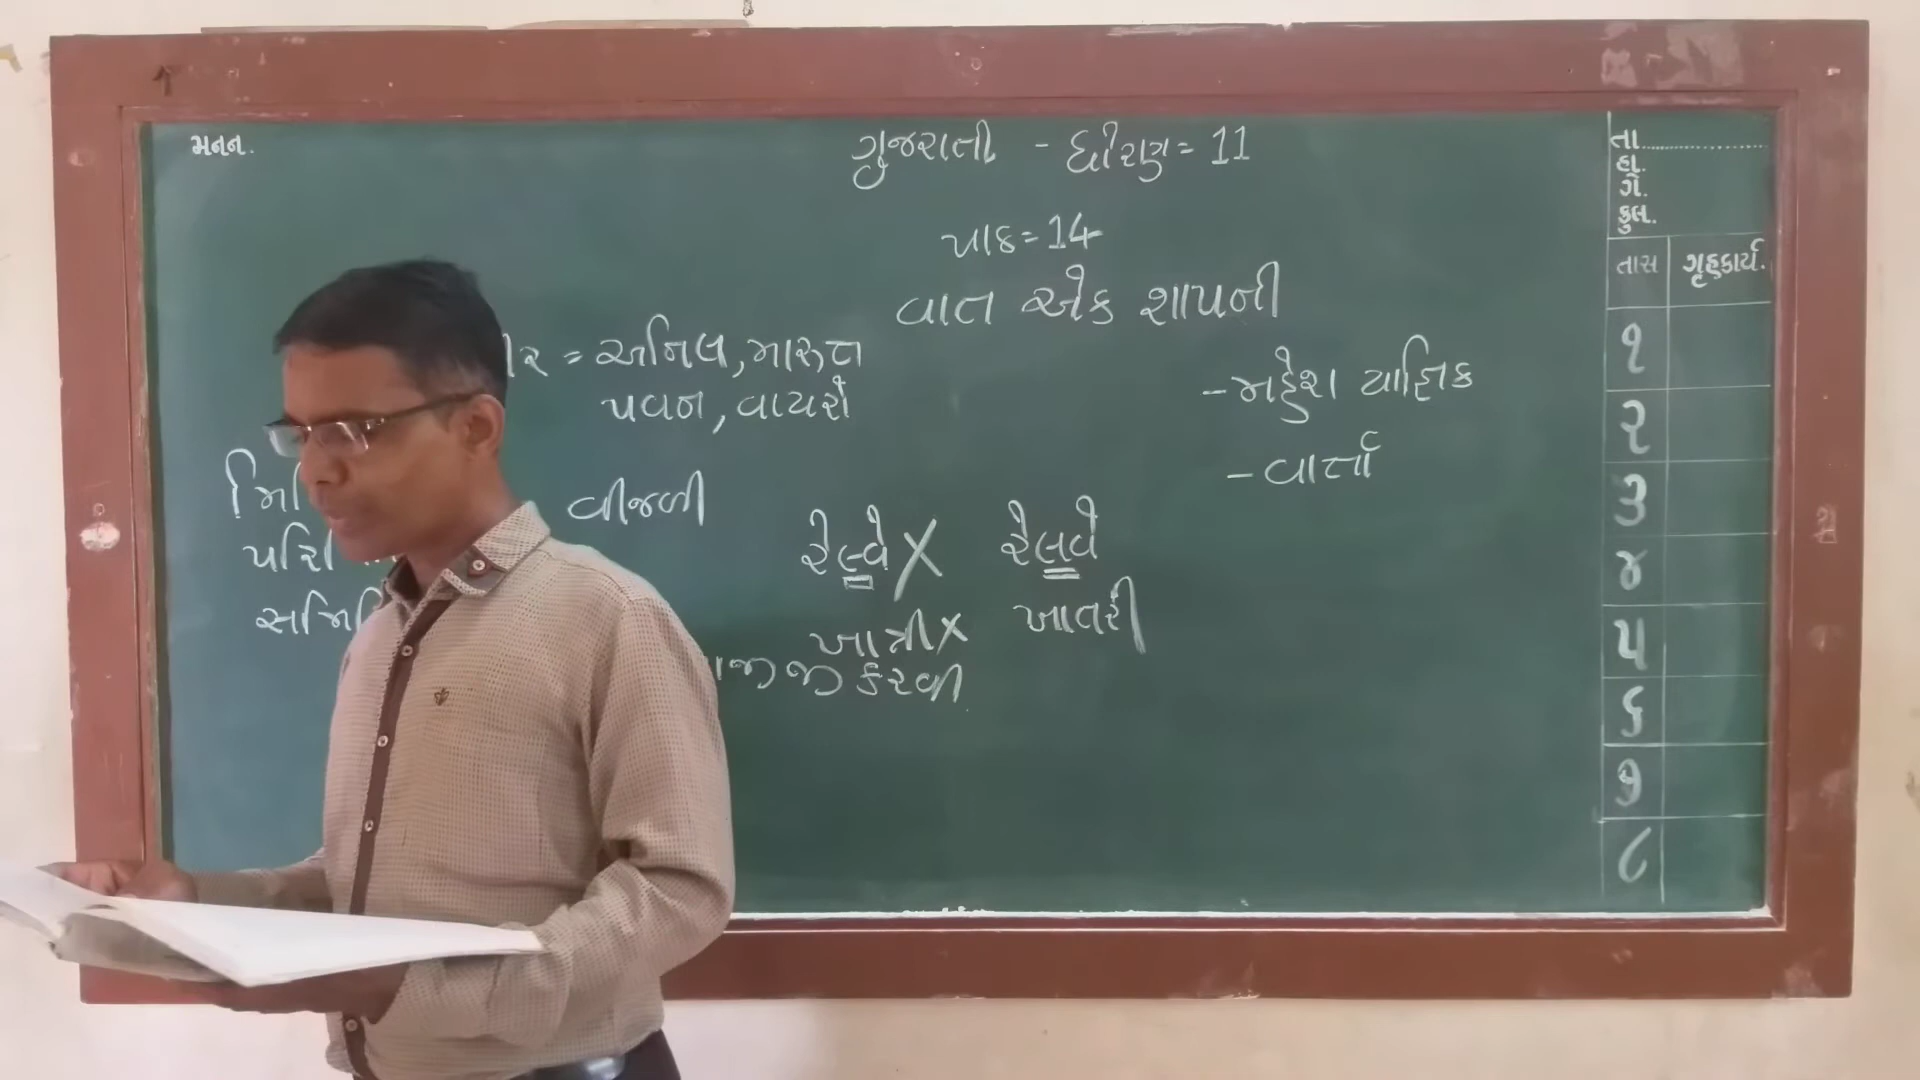 મનન.
ગુજરાતી - ધોરણ = 11
પાઠ = 14
વાત એક શાપની
- મહેશ યાજ્ઞિક
- વાર્તા
= અનિલ, મારુત
પવન, વાયરો
વીજળી
રેલ્વે X રેલવે
ખાત્રી X ખાતરી
કરવી
તા
હા.
ગે.
કુલ.
તાસ ગૃહકાર્ય.
૧
૨
૩
૪
૫
૬
૭
૮